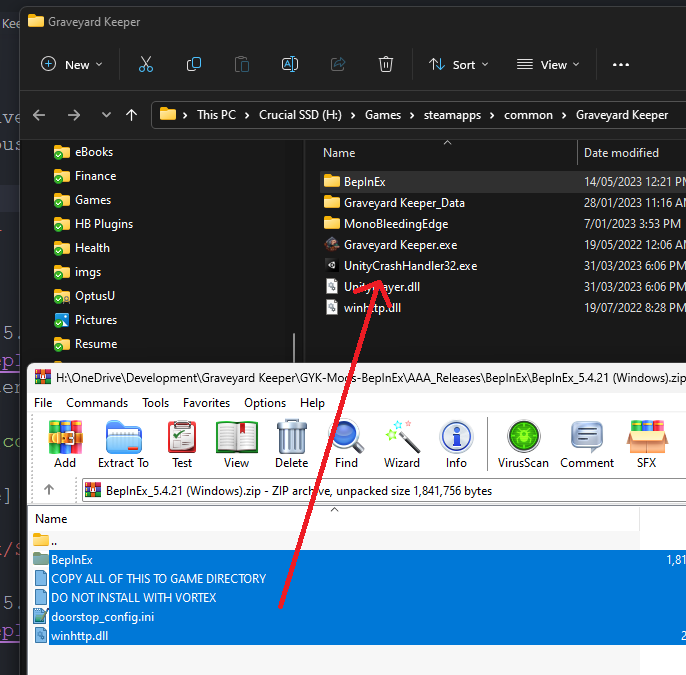 Kee
Graveyard Keeper
New
Sort
View
This PC
Crucial SSD (H:)
Games
steamapps
common
Graveyard Keeper
ive
ous
eBooks
Finance
Games
HB Plugins
Health
imgs
OptusU
Pictures
Resume
Name
Date modified
BepInEx
14/05/2023 12:21 PM
Graveyard Keeper_Data
28/01/2023 11:16 AM
MonoBleedingEdge
7/01/2023 3:53 PM
Graveyard Keeper.exe
19/05/2022 12:06 AM
UnityCrashHandler32.exe
31/03/2023 6:06 PM
UnityPlayer.dll
31/03/2023 6:06 PM
winhttp.dll
19/07/2022 8:28 PM
H:\OneDrive\Development\Graveyard Keeper\GYK-Mods-BepInEx\AAA_Releases\BepInEx\BepInEx_5.4.21 (Windows).zip
File Commands Tools Favorites Options Help
Add
Extract To
Test
View
Delete
Find
Wizard
Info
VirusScan
Comment
SFX
BepInEx_5.4.21 (Windows).zip - ZIP archive, unpacked size 1,841,756 bytes
Name
..
BepInEx
1,81
COPY ALL OF THIS TO GAME DIRECTORY
DO NOT INSTALL WITH VORTEX
doorstop_config.ini
winhttp.dll
2